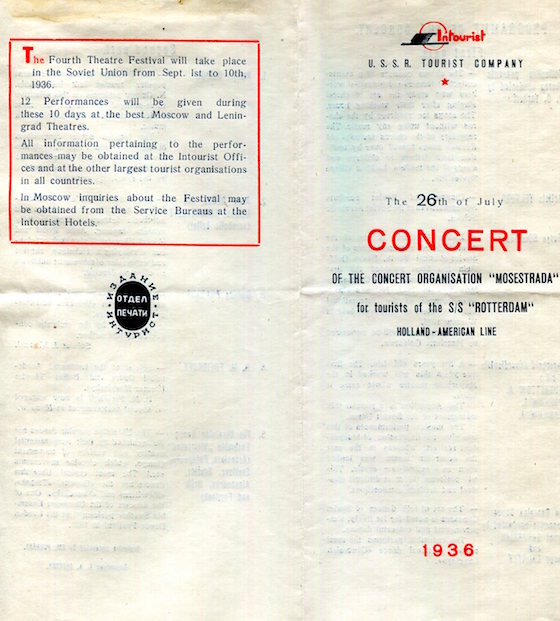 The Fourth Theatre Festival will take place
in the Soviet Union from Sept. 1st to 10th,
1936.
12 Performances will be given during
these 10 days at the best Moscow and Lenin-
grad Theatres.
All information pertaining to the perfor-
mances may be obtained at the Intourist Offi-
ces and at the other largest tourist organisations
in all countries.
In Moscow inquiries about the Festival may
be obtained from the Service Bureaus at the
Intourist Hotels.
ИЗДАНИЕ
ОТДЕЛ
ПЕЧАТИ
ИНТУРИСТ
Intourist
U.S.S.R. TOURIST COMPANY
The 26th of July
CONCERT
OF THE CONCERT ORGANISATION "MOSESTRADA"
for tourists of the S/S "ROTTERDAM"
HOLLAND-AMERICAN LINE
1936